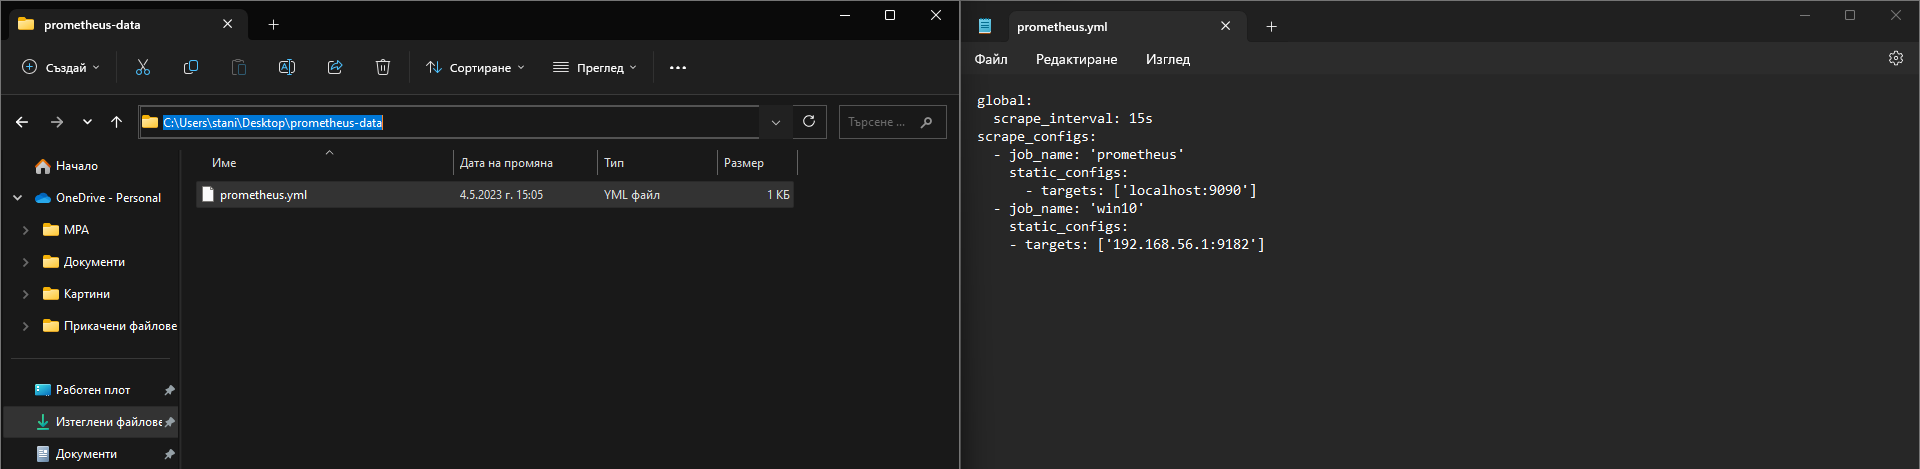 prometheus-data
Създай
Сортиране
Преглед
C:\Users\stani\Desktop\prometheus-data
Търсене ...
Начало
OneDrive - Personal
MPA
Документи
Картини
Прикачени файлове
Работен плот
Изтеглени файлове
Документи
Име Дата на промяна Тип Размер
prometheus.yml 4.5.2023 г. 15:05 YML файл 1 КБ
prometheus.yml
Файл Редактиране Изглед
global:
  scrape_interval: 15s
scrape_configs:
  - job_name: 'prometheus'
    static_configs:
      - targets: ['localhost:9090']
  - job_name: 'win10'
    static_configs:
    - targets: ['192.168.56.1:9182']